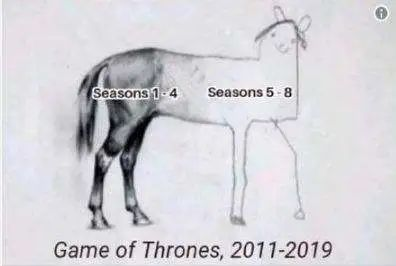 Seasons 1 - 4
Seasons 5 - 8
Game of Thrones, 2011-2019